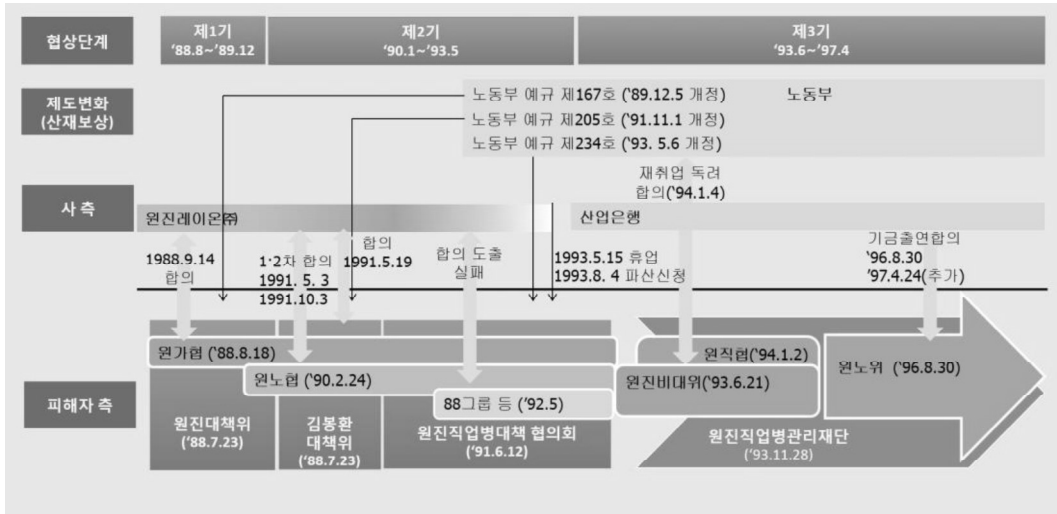 협상단계
제1기
‘88.8~’89.12
제2기
‘90.1~’93.5
제3기
‘93.6~’97.4
제도변화
(산재보상)
노동부 예규 제167호 (‘89.12.5 개정)
노동부
노동부 예규 제205호 (‘91.11.1 개정)
노동부 예규 제234호 (‘93. 5.6 개정)
재취업 독려
합의(‘94.1.4)
사 측
원진레이온㈜
산업은행
1988.9.14
합의
1·2차 합의
1991. 5. 3
1991.10.3
합의
1991.5.19
합의 도출
실패
1993.5.15 휴업
1993.8. 4 파산신청
기금출연합의
‘96.8.30
‘97.4.24(추가)
피해자 측
원가협 (‘88.8.18)
원노협 (‘90.2.24)
88그룹 등 (‘92.5)
원진대책위
(‘88.7.23)
김봉환
대책위
(‘88.7.23)
원진직업병대책 협의회
(‘91.6.12)
원직협(‘94.1.2)
원진비대위(‘93.6.21)
원노위 (‘96.8.30)
원진직업병관리재단
(‘93.11.28)